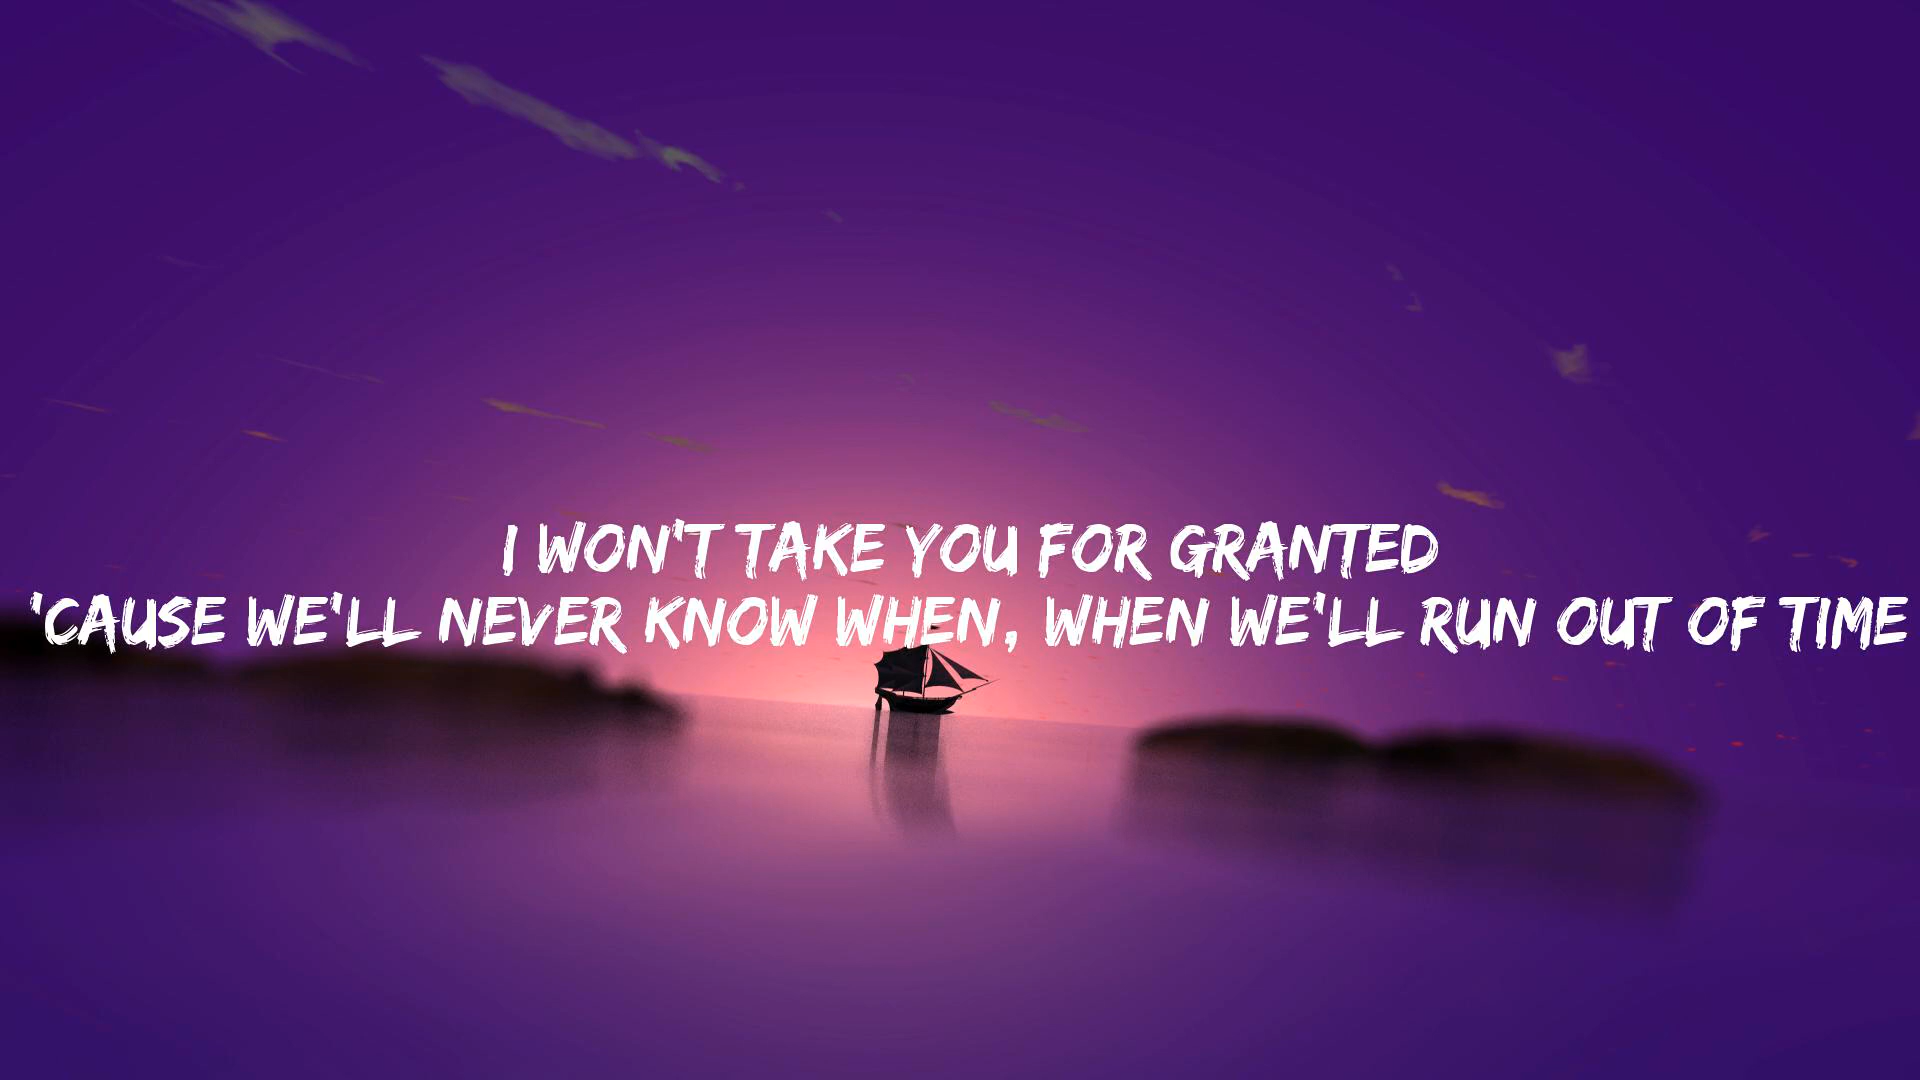 I WON'T TAKE YOU FOR GRANTED
'CAUSE WE'LL NEVER KNOW WHEN, WHEN WE'LL RUN OUT OF TIME